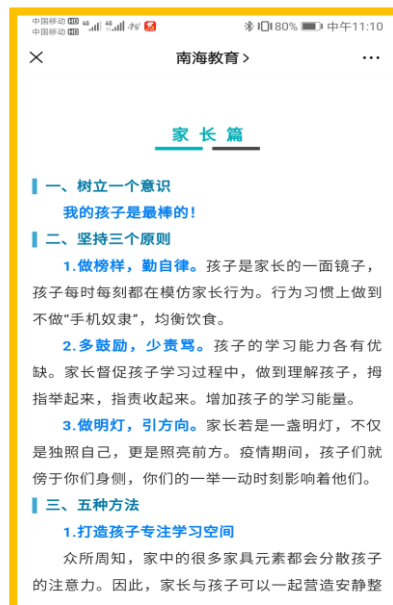 中国移动 HD 46 46
中国移动 HD 80% 中午11:10
南海教育>
家长篇
一、树立一个意识
我的孩子是最棒的!
二、坚持三个原则
1.做榜样，勤自律。孩子是家长的一面镜子，
孩子每时每刻都在模仿家长行为。行为习惯上做到
不做“手机奴隶”，均衡饮食。
2.多鼓励，少责骂。孩子的学习能力各有优
缺。家长督促孩子学习过程中，做到理解孩子，拇
指举起来，指责收起来。增加孩子的学习能量。
3.做明灯，引方向。家长若是一盏明灯，不仅
是独照自己，更是照亮前方。疫情期间，孩子们就
傍于你们身侧，你们的一举一动时刻影响着他们。
三、五种方法
1.打造孩子专注学习空间
众所周知，家中的很多家具元素都会分散孩子
的注意力。因此，家长与孩子可以一起营造安静整